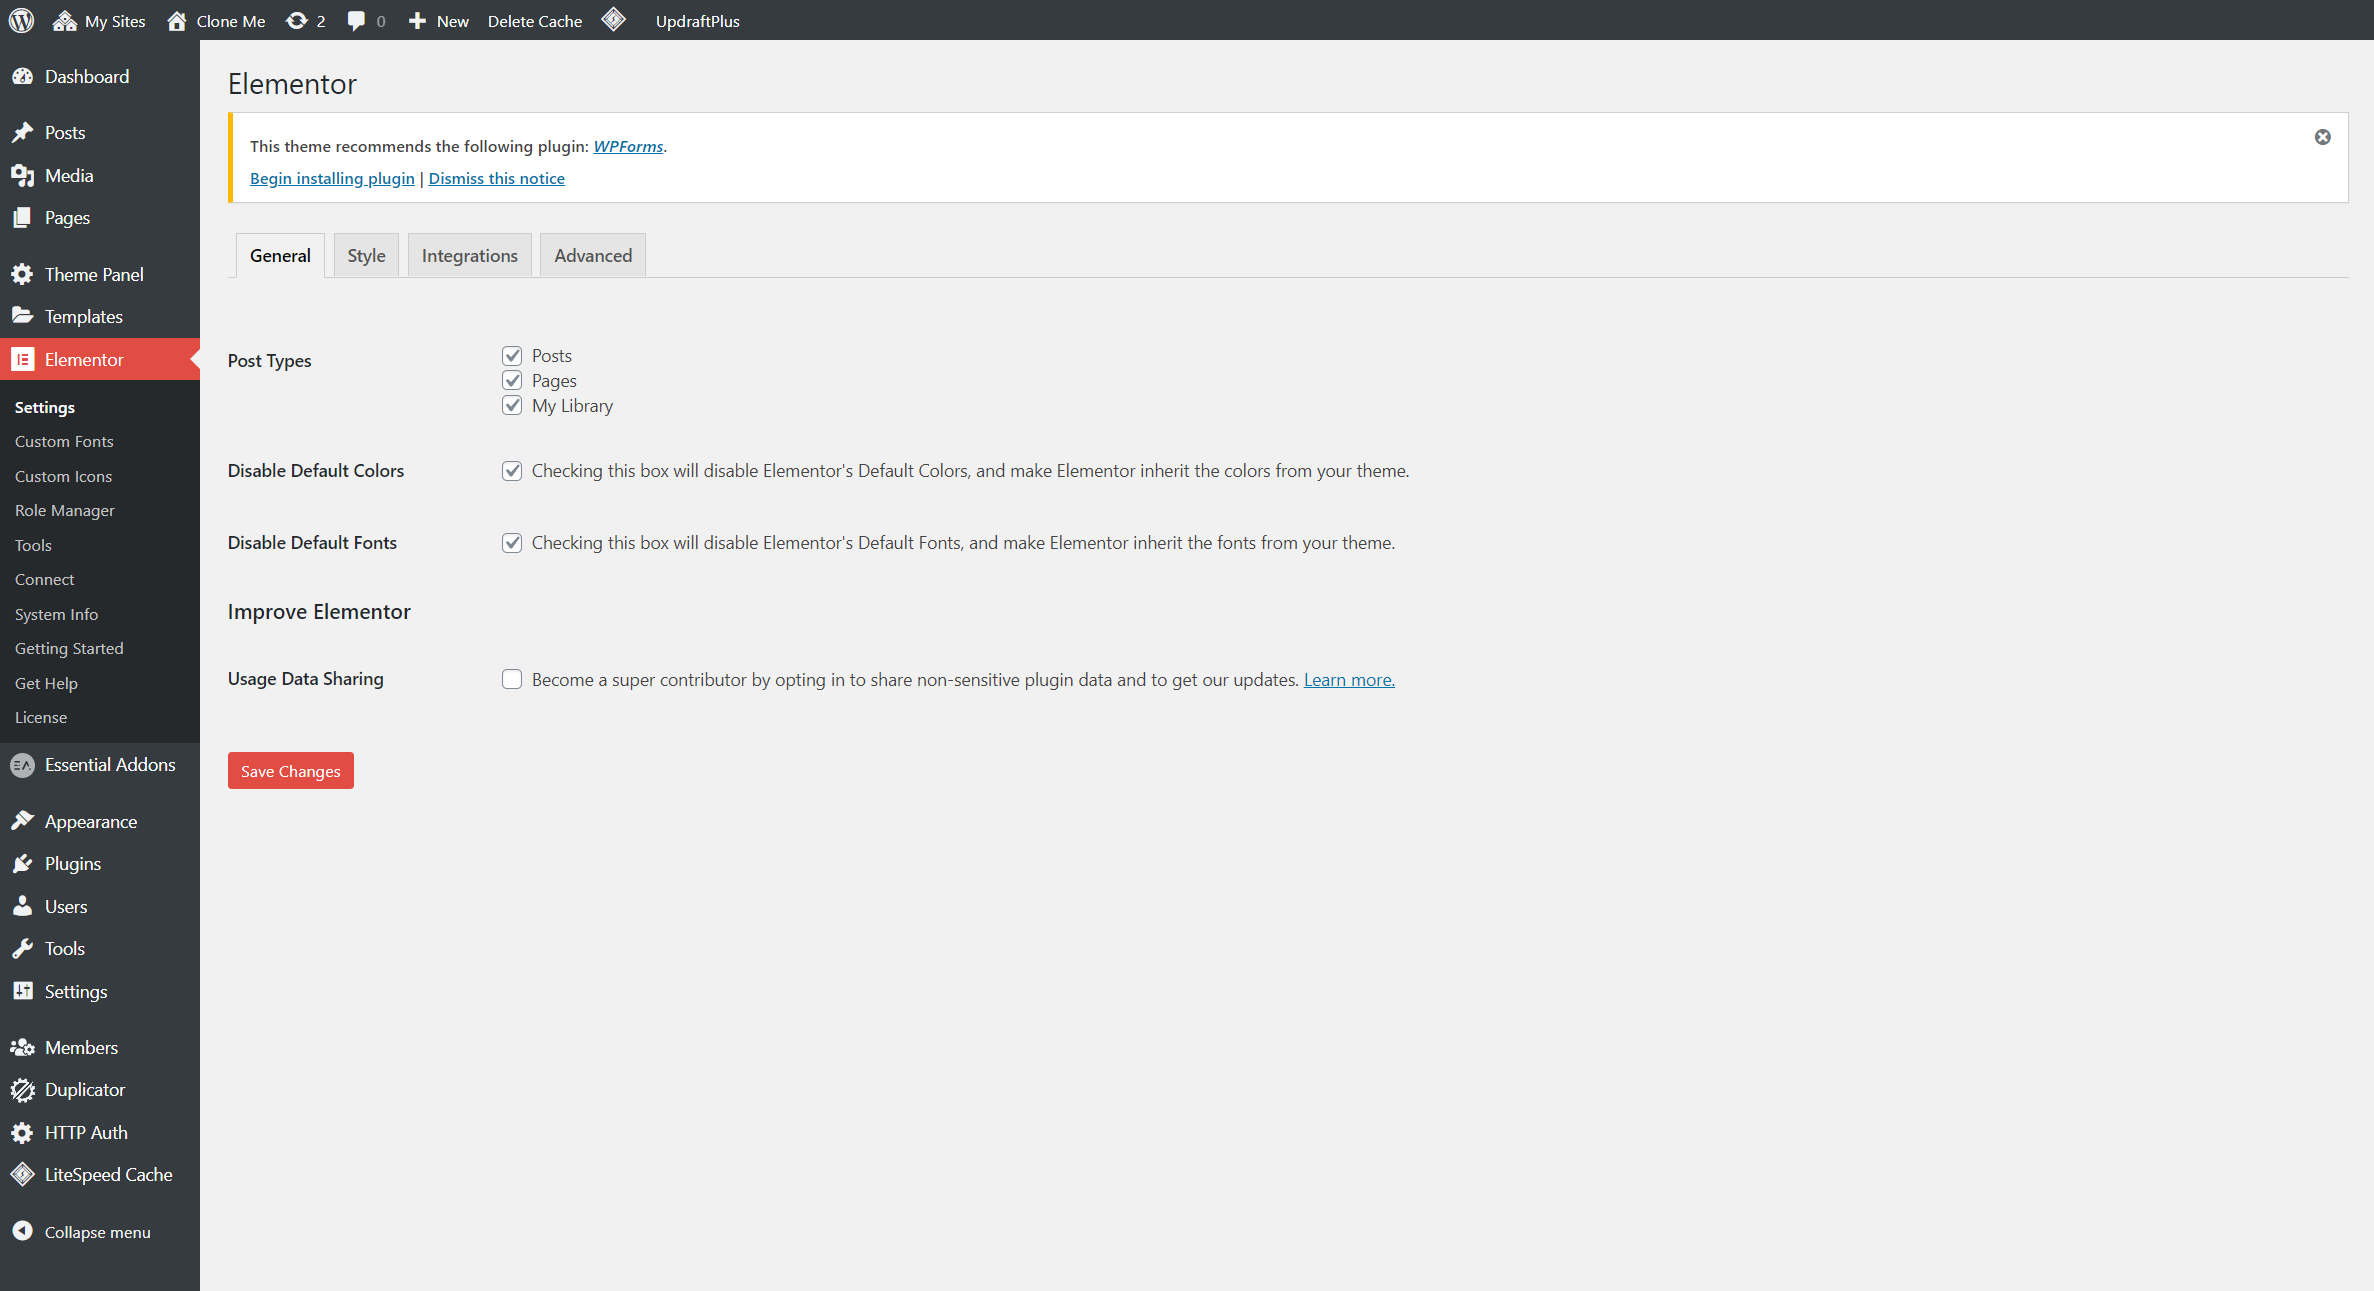 My Sites Clone Me 2 0 New Delete Cache UpdraftPlus
Dashboard
Posts
Media
Pages
Theme Panel
Templates
Elementor
Settings
Custom Fonts
Custom Icons
Role Manager
Tools
Connect
System Info
Getting Started
Get Help
License
Essential Addons
Appearance
Plugins
Users
Tools
Settings
Members
Duplicator
HTTP Auth
LiteSpeed Cache
Collapse menu
Elementor
This theme recommends the following plugin: WPForms.
Begin installing plugin | Dismiss this notice
General Style Integrations Advanced
Post Types
Posts
Pages
My Library
Disable Default Colors Checking this box will disable Elementor's Default Colors, and make Elementor inherit the colors from your theme.
Disable Default Fonts Checking this box will disable Elementor's Default Fonts, and make Elementor inherit the fonts from your theme.
Improve Elementor
Usage Data Sharing Become a super contributor by opting in to share non-sensitive plugin data and to get our updates. Learn more.
Save Changes